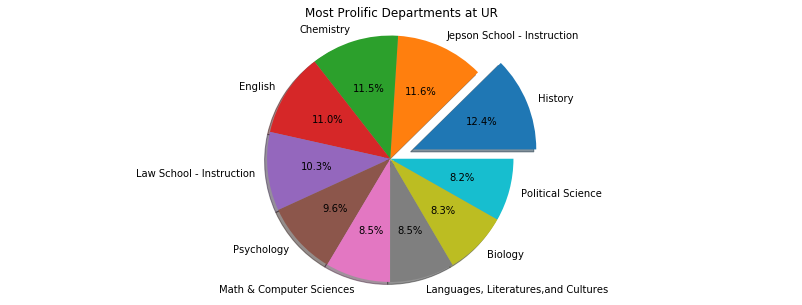 Most Prolific Departments at UR
Chemistry
Jepson School - Instruction
English
11.5%
11.6%
History
11.0%
12.4%
Law School - Instruction
10.3%
8.2%
Political Science
9.6%
8.3%
Psychology
8.5%
8.5%
Biology
Math & Computer Sciences
Languages, Literatures,and Cultures